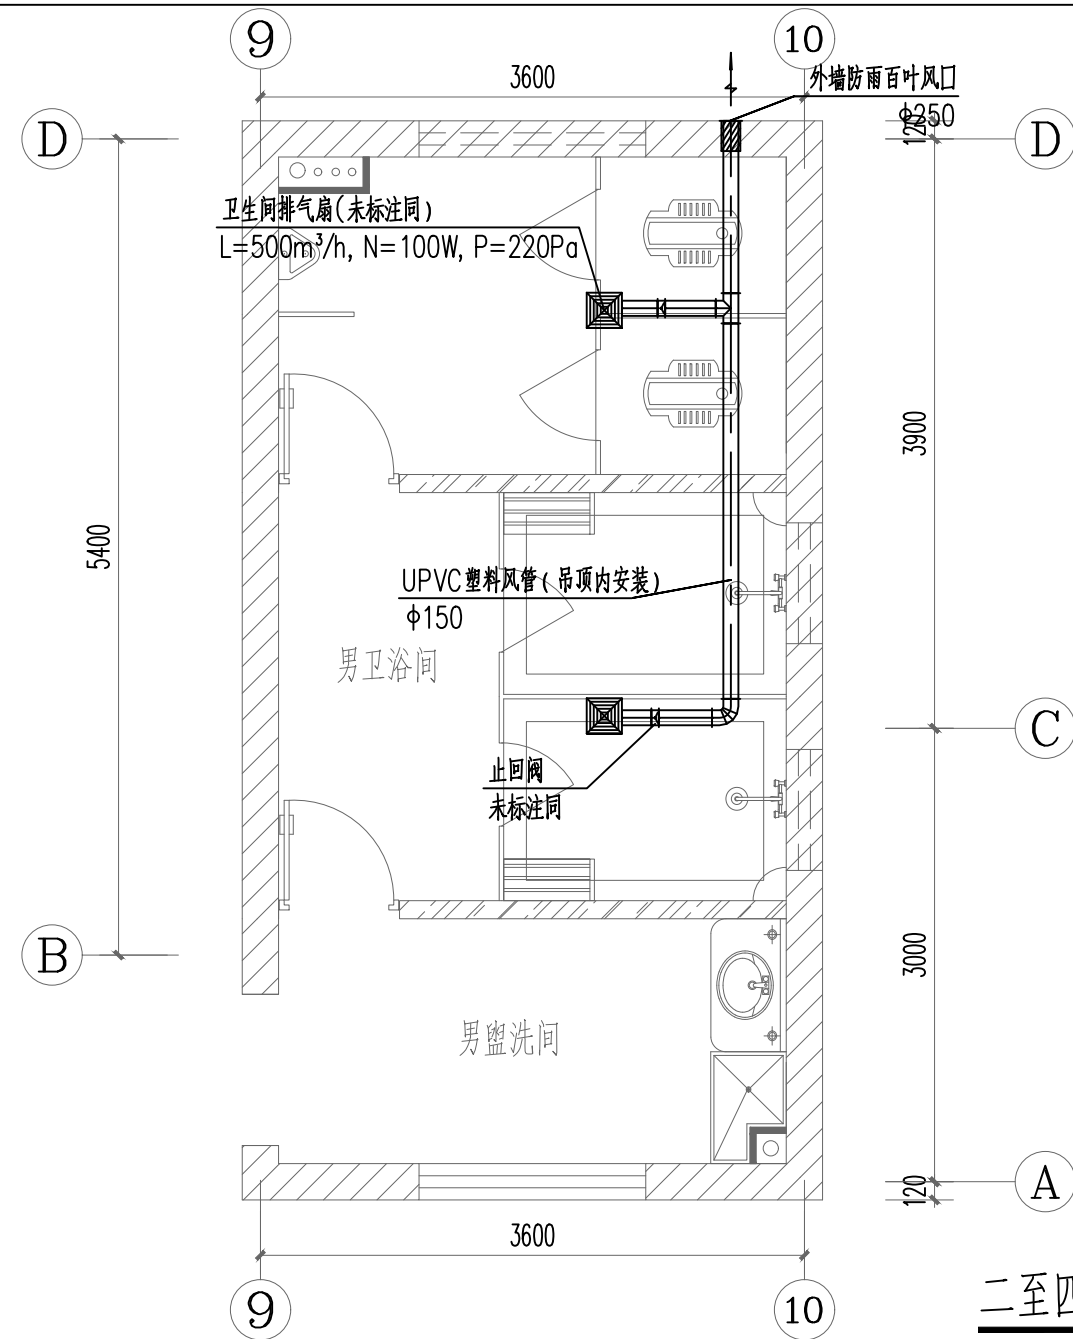 9
10
3600
外墙防雨百叶风口
ϕ250
D
120
D
卫生间排气扇(未标注同)
L=500m³/h, N=100W, P=220Pa
3900
5400
UPVC塑料风管(吊顶内安装)
ϕ150
男卫浴间
C
止回阀
未标注同
B
3000
男盥洗间
120
A
3600
9
10
二至四